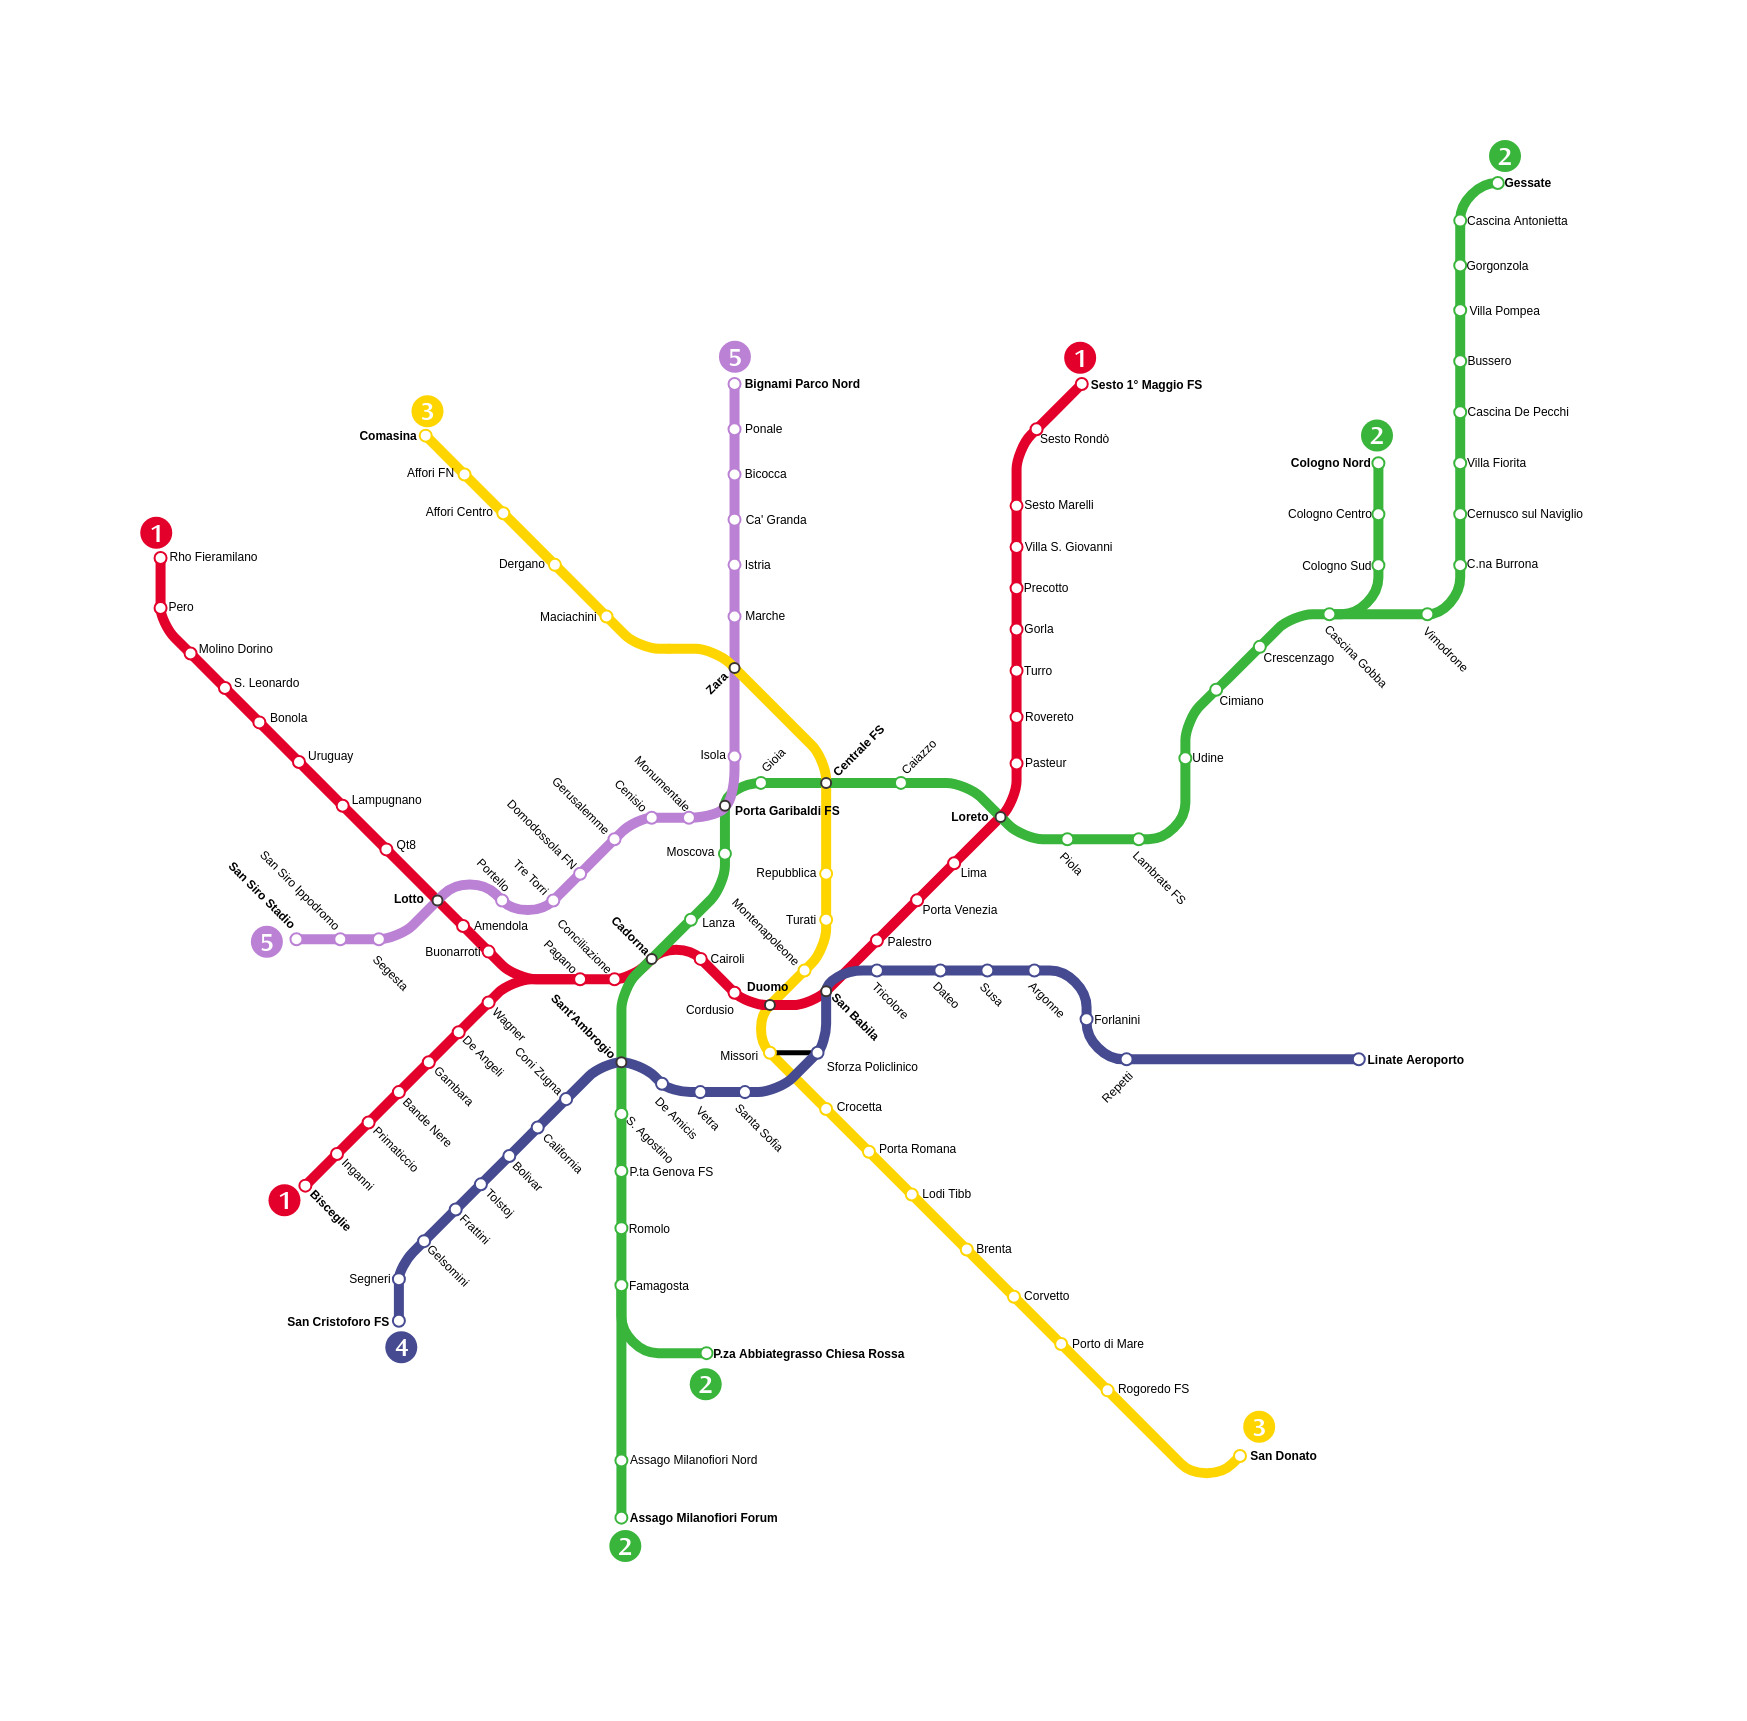 2
Gessate
Cascina Antonietta
Gorgonzola
Villa Pompea
5
1
Bignami Parco Nord
Sesto 1° Maggio FS
Bussero
3
Comasina
Ponale
Sesto Rondò
2
Cascina De Pecchi
Affori FN
Bicocca
Cologno Nord
Villa Fiorita
Affori Centro
Ca' Granda
Sesto Marelli
Cologno Centro
Cernusco sul Naviglio
1
Rho Fieramilano
Dergano
Istria
Villa S. Giovanni
Cologno Sud
C.na Burrona
Pero
Maciachini
Marche
Precotto
Gorla
Cascina Gobba
Vimodrone
Molino Dorino
Crescenzago
S. Leonardo
Zara
Turro
Cimiano
Bonola
Rovereto
Uruguay
Isola
Gioia
Centrale FS
Caiazzo
Pasteur
Udine
Lampugnano
Monumentale
Cenisio
Gerusalemme
Domodossola FN
Porta Garibaldi FS
Loreto
Qt8
Moscova
Piola
Lambrate FS
Portello
Tre Torri
Repubblica
Lima
San Siro Ippodromo
San Siro Stadio
Lotto
Porta Venezia
5
Segesta
Amendola
Buonarroti
Conciliazione
Pagano
Cadorna
Lanza
Montenapoleone
Turati
Palestro
Cairoli
Duomo
Cordusio
San Babila
Tricolore
Dateo
Susa
Argonne
Wagner
Sant'Ambrogio
Forlanini
De Angeli
Coni Zugna
Missori
Sforza Policlinico
Linate Aeroporto
Gambara
Repetti
Bande Nere
De Amicis
Vetra
Santa Sofia
Crocetta
Primaticcio
California
S. Agostino
Porta Romana
Inganni
Bolivar
P.ta Genova FS
1
Bisceglie
Tolstoj
Lodi Tibb
Frattini
Romolo
Brenta
Gelsomini
Segneri
Famagosta
Corvetto
San Cristoforo FS
4
P.za Abbiategrasso Chiesa Rossa
Porto di Mare
2
Rogoredo FS
3
San Donato
Assago Milanofiori Nord
Assago Milanofiori Forum
2